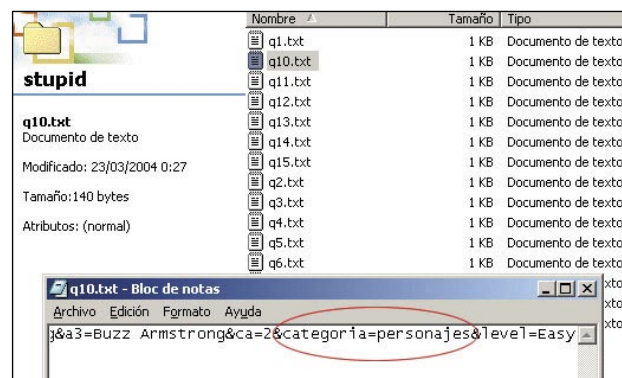 Nombre Tamaño Tipo
q1.txt 1 KB Documento de texto
q10.txt 1 KB Documento de texto
q11.txt 1 KB Documento de texto
q12.txt 1 KB Documento de texto
q13.txt 1 KB Documento de texto
q14.txt 1 KB Documento de texto
q15.txt 1 KB Documento de texto
q2.txt 1 KB Documento de texto
q3.txt 1 KB Documento de texto
q4.txt 1 KB Documento de texto
q5.txt 1 KB Documento de texto
q6.txt 1 KB Documento de texto
stupid
q10.txt
Documento de texto
Modificado: 23/03/2004 0:27
Tamaño:140 bytes
Atributos: (normal)
q10.txt - Bloc de notas
Archivo Edición Formato Ayuda
&a3=Buzz Armstrong&ca=2&categoria=personajes&level=Easy
xto
xto
xto